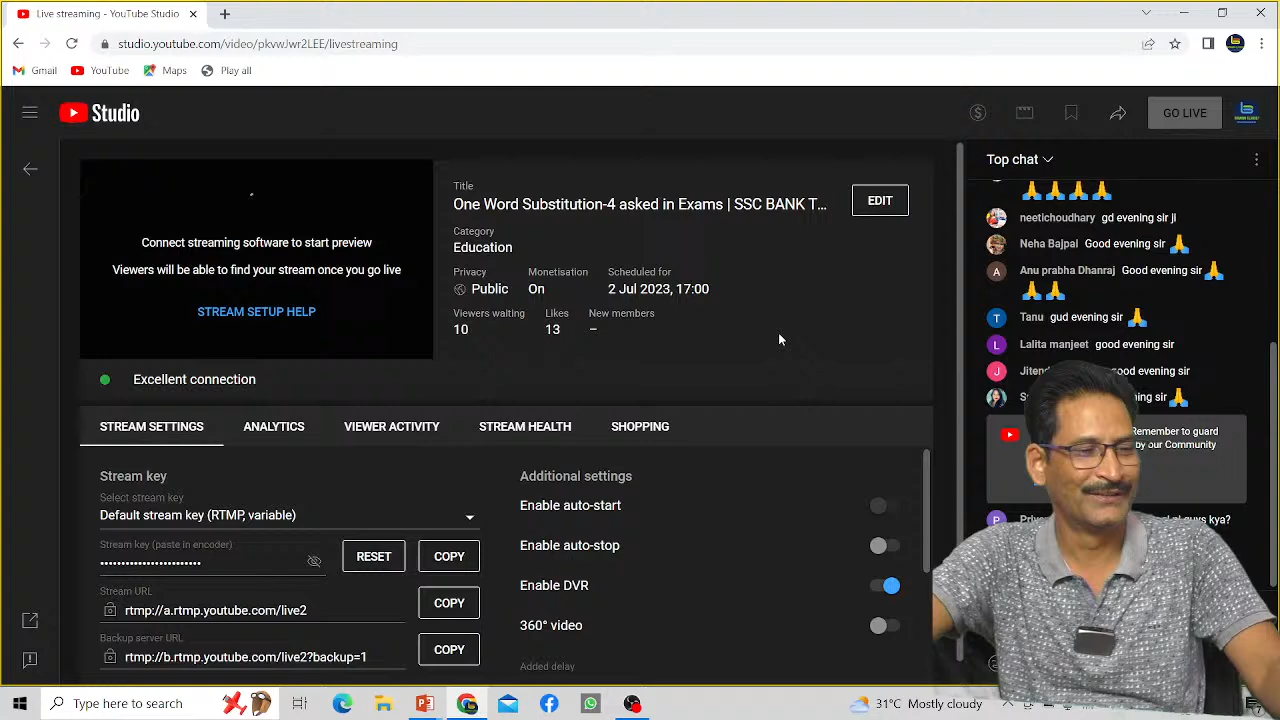 Live streaming - YouTube Studio
studio.youtube.com/video/pkvwJwr2LEE/livestreaming
Gmail YouTube Maps Play all
Studio
GO LIVE
Connect streaming software to start preview
Viewers will be able to find your stream once you go live
STREAM SETUP HELP
Title
One Word Substitution-4 asked in Exams | SSC BANK T...
EDIT
Category
Education
Privacy Monetisation Scheduled for
Public On 2 Jul 2023, 17:00
Viewers waiting Likes New members
10 13 –
Excellent connection
STREAM SETTINGS ANALYTICS VIEWER ACTIVITY STREAM HEALTH SHOPPING
Stream key
Select stream key
Default stream key (RTMP, variable)
Stream key (paste in encoder)
RESET COPY
Stream URL
rtmp://a.rtmp.youtube.com/live2
COPY
Backup server URL
rtmp://b.rtmp.youtube.com/live2?backup=1
COPY
Additional settings
Enable auto-start
Enable auto-stop
Enable DVR
360° video
Added delay
Top chat
neetichoudhary gd evening sir ji
Neha Bajpai Good evening sir
A Anu prabha Dhanraj Good evening sir
T Tanu gud evening sir
L Lalita manjeet good evening sir
J evening sir
evening sir
Remember to guard
by our Community
P guys kya?
Type here to search
31°C Mostly cloudy